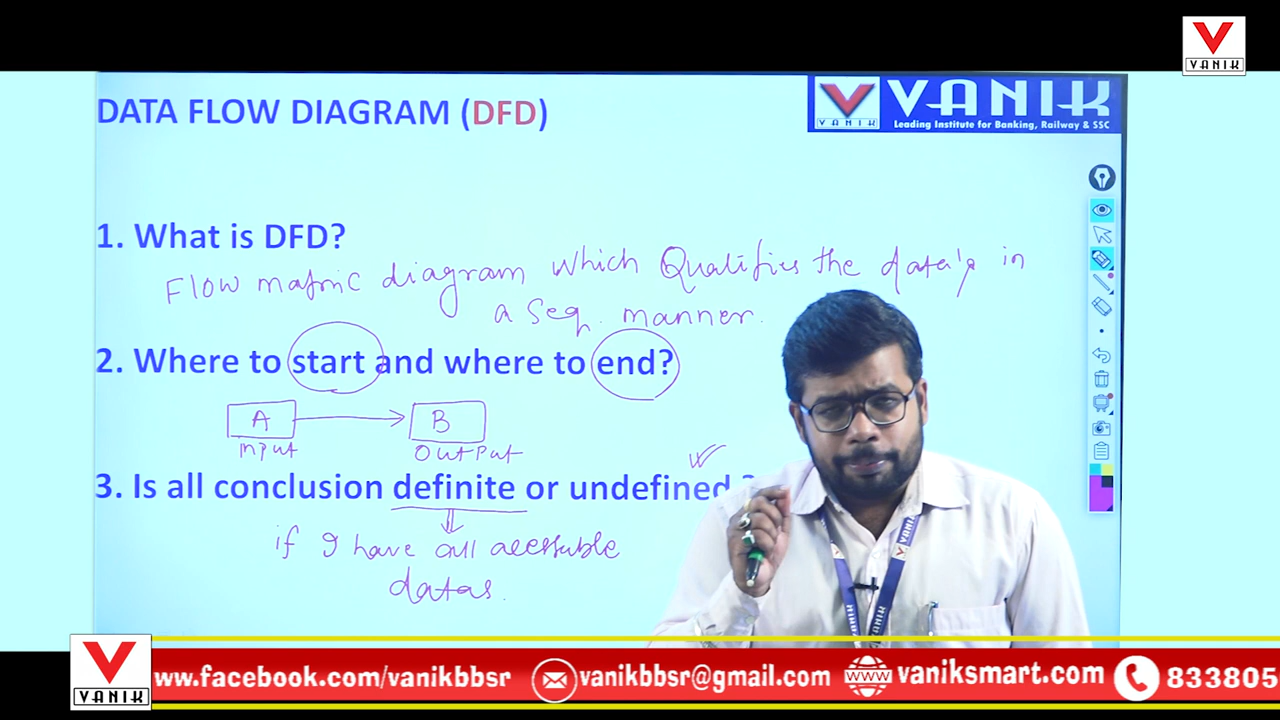 VANIK
DATA FLOW DIAGRAM (DFD)
VANIK
VANIK
Leading Institute for Banking, Railway & SSC
1. What is DFD?
Flow matric diagram which Qualifies the data's in
a seq. manner.
2. Where to start and where to end?
A B
Input Output
3. Is all conclusion definite or undefined ?
if I have all acessuble
datas.
VANIK
ww.facebook.com/vanikbbsr vanikbbsr@gmail.com www vaniksmart.com 833805